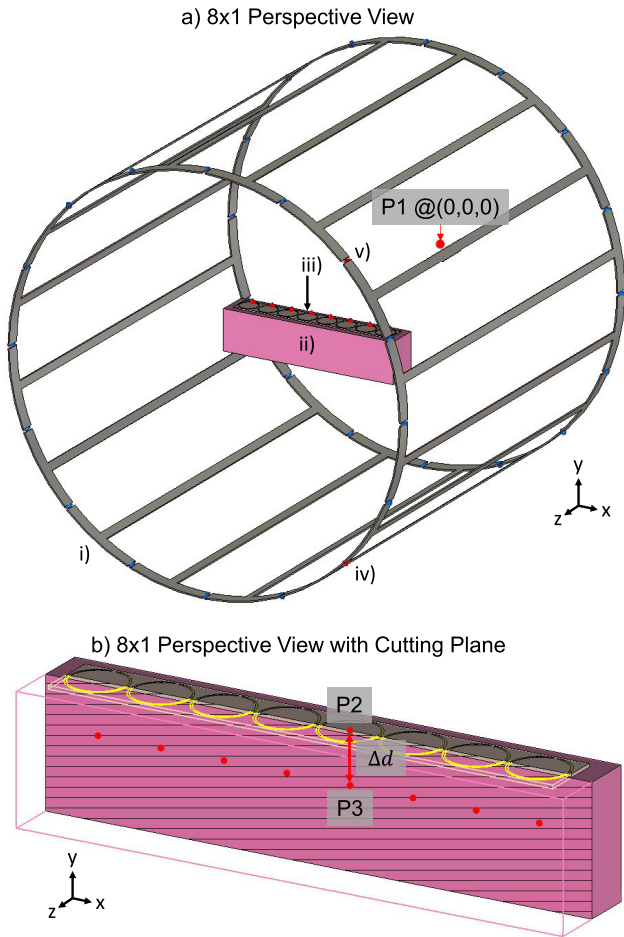 a) 8x1 Perspective View
P1 @(0,0,0)
v)
iii)
ii)
y
x
z
i)
iv)
b) 8x1 Perspective View with Cutting Plane
P2
Δd
P3
y
x
z